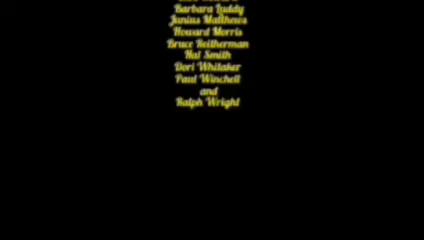 Barbara Luddy
Junius Matthews
Howard Morris
Bruce Reitherman
Hal Smith
Dori Whitaker
Paul Winchell
and
Ralph Wright